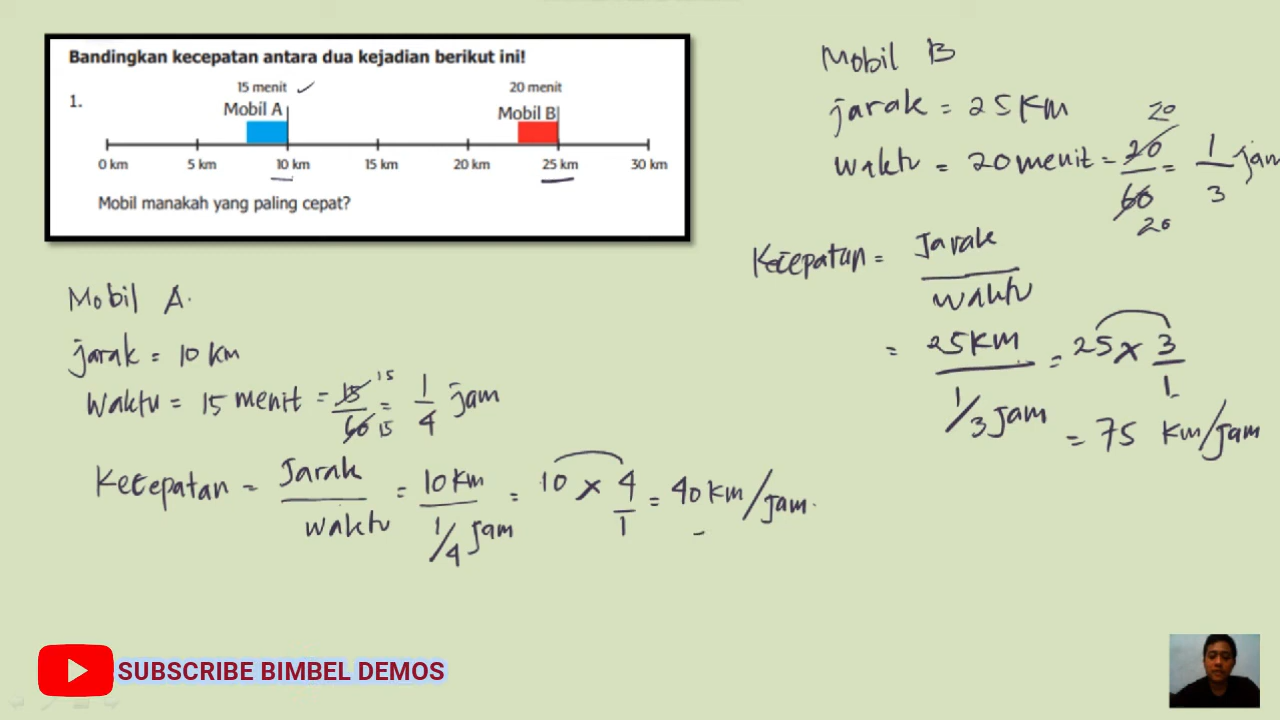 Bandingkan kecepatan antara dua kejadian berikut ini!
15 menit
20 menit
1.
Mobil A
Mobil B
0 km 5 km 10 km 15 km 20 km 25 km 30 km
Mobil manakah yang paling cepat?
Mobil A.
jarak = 10 km
Waktu = 15 menit = 15/60 = 1/4 jam
15
15
Kecepatan = Jarak/waktu = 10 km / 1/4 jam = 10 x 4/1 = 40 km/jam.
Mobil B
jarak = 25 km
20
waktu = 20 menit = 20/60 = 1/3 jam
20
Kecepatan = Jarak/waktu
= 25 km / 1/3 jam = 25 x 3/1
= 75 km/jam
SUBSCRIBE BIMBEL DEMOS